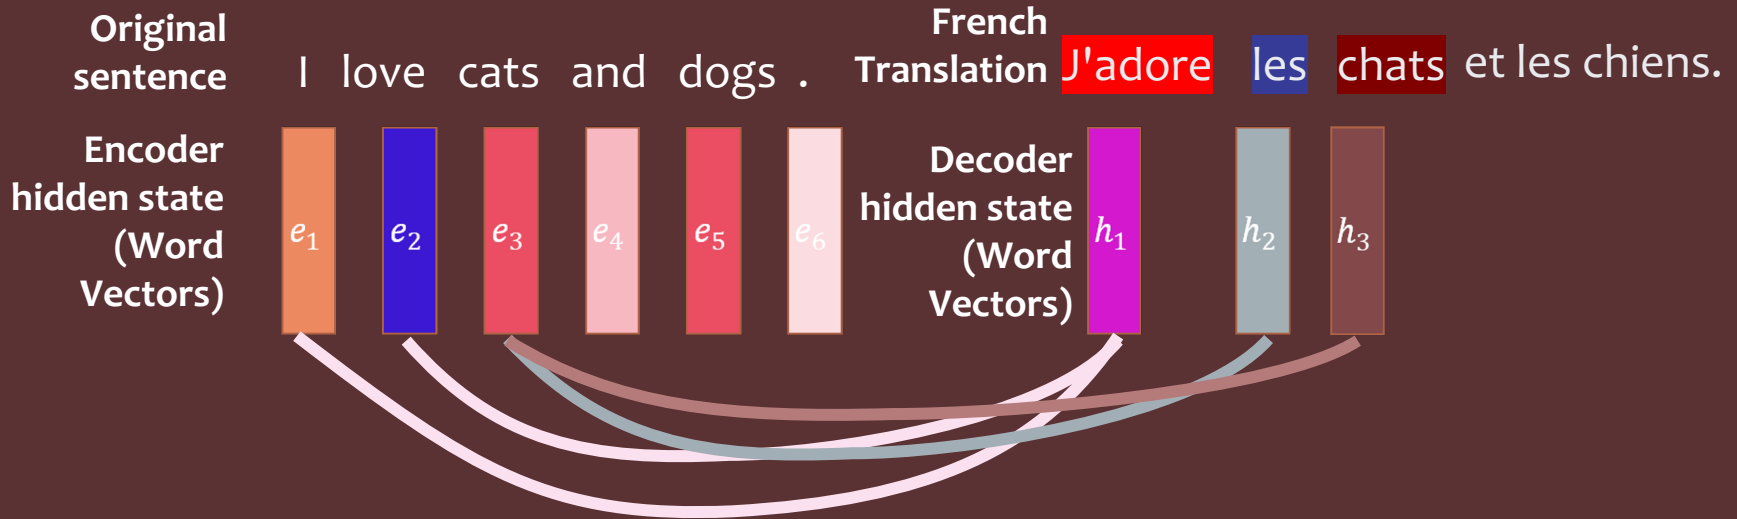 Original
sentence
I love cats and dogs .
French
Translation
J'adore les chats et les chiens.
Encoder
hidden state
(Word
Vectors)
e₁ e₂ e₃ e₄ e₅ e₆
Decoder
hidden state
(Word
Vectors)
h₁ h₂ h₃